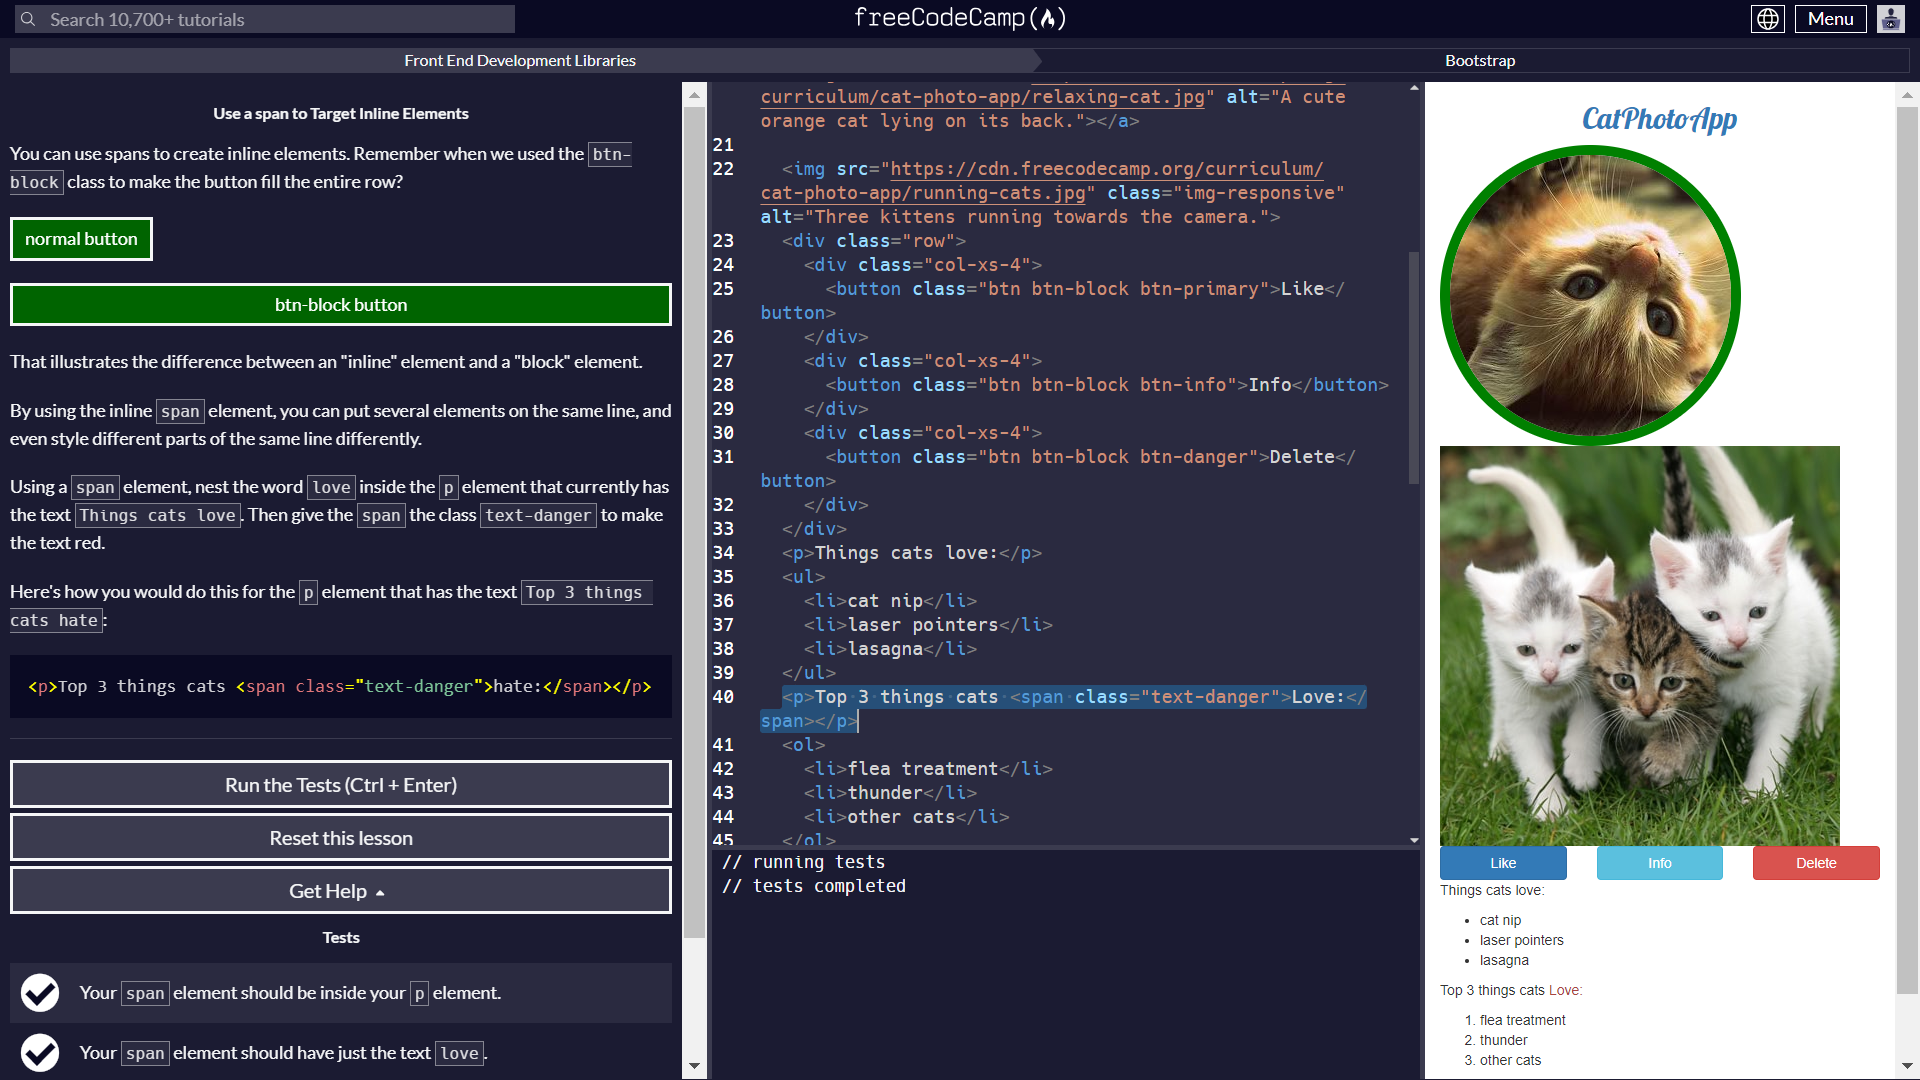 Search 10,700+ tutorials
freeCodeCamp
Menu
Front End Development Libraries
Bootstrap
Use a span to Target Inline Elements
You can use spans to create inline elements. Remember when we used the btn-
block class to make the button fill the entire row?
normal button
btn-block button
That illustrates the difference between an "inline" element and a "block" element.
By using the inline span element, you can put several elements on the same line, and
even style different parts of the same line differently.
Using a span element, nest the word love inside the p element that currently has
the text Things cats love. Then give the span the class text-danger to make
the text red.
Here's how you would do this for the p element that has the text Top 3 things
cats hate:
<p>Top 3 things cats <span class="text-danger">hate:</span></p>
Run the Tests (Ctrl + Enter)
Reset this lesson
Get Help
Tests
Your span element should be inside your p element.
Your span element should have just the text love.
curriculum/cat-photo-app/relaxing-cat.jpg" alt="A cute
orange cat lying on its back."></a>
21
22 <img src="https://cdn.freecodecamp.org/curriculum/
cat-photo-app/running-cats.jpg" class="img-responsive"
alt="Three kittens running towards the camera.">
23 <div class="row">
24 <div class="col-xs-4">
25 <button class="btn btn-block btn-primary">Like</
button>
26 </div>
27 <div class="col-xs-4">
28 <button class="btn btn-block btn-info">Info</button>
29 </div>
30 <div class="col-xs-4">
31 <button class="btn btn-block btn-danger">Delete</
button>
32 </div>
33 </div>
34 <p>Things cats love:</p>
35 <ul>
36 <li>cat nip</li>
37 <li>laser pointers</li>
38 <li>lasagna</li>
39 </ul>
40 <p>Top 3 things cats <span class="text-danger">Love:</
span></p>
41 <ol>
42 <li>flea treatment</li>
43 <li>thunder</li>
44 <li>other cats</li>
45 </ol>
// running tests
// tests completed
CatPhotoApp
Like
Info
Delete
Things cats love:
• cat nip
• laser pointers
• lasagna
Top 3 things cats Love:
1. flea treatment
2. thunder
3. other cats